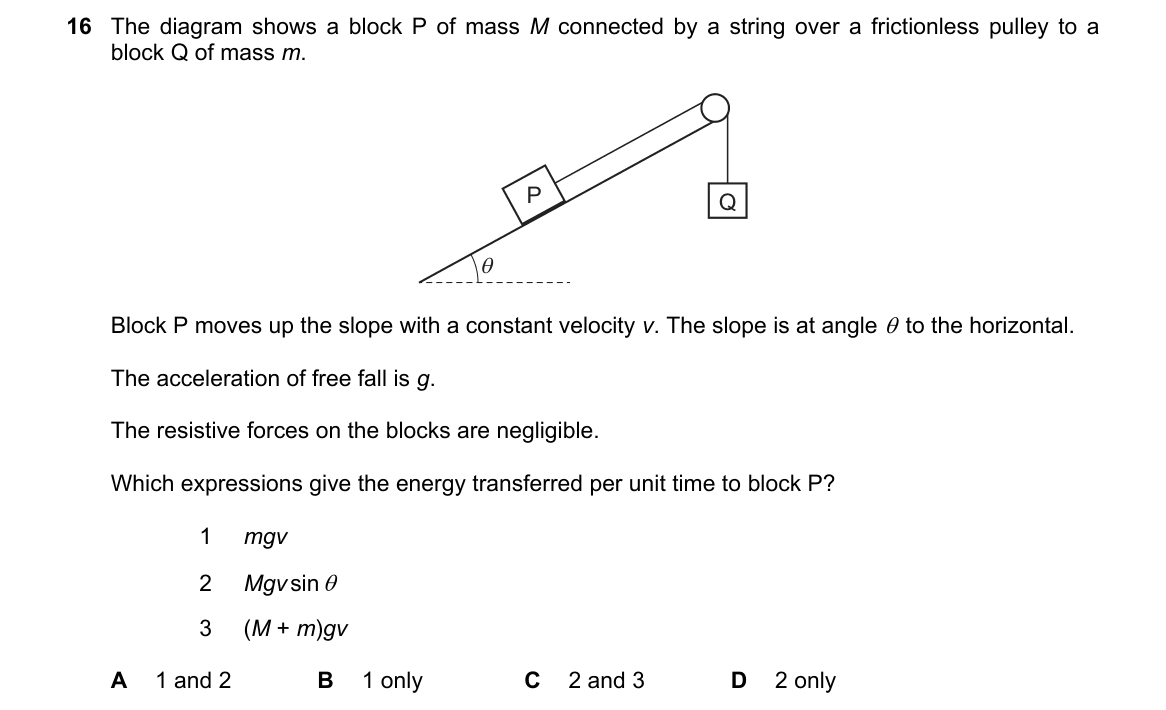 16 The diagram shows a block P of mass M connected by a string over a frictionless pulley to a
block Q of mass m.
P
Q
θ
Block P moves up the slope with a constant velocity v. The slope is at angle θ to the horizontal.
The acceleration of free fall is g.
The resistive forces on the blocks are negligible.
Which expressions give the energy transferred per unit time to block P?
1 mgv
2 Mgv sin θ
3 (M + m)gv
A 1 and 2 B 1 only C 2 and 3 D 2 only